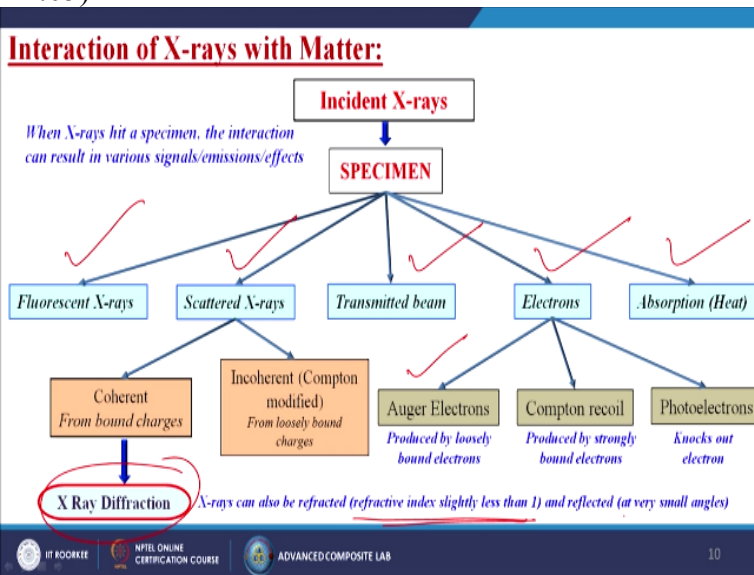 Interaction of X-rays with Matter:
Incident X-rays
When X-rays hit a specimen, the interaction
can result in various signals/emissions/effects
SPECIMEN
Fluorescent X-rays
Scattered X-rays
Transmitted beam
Electrons
Absorption (Heat)
Coherent
From bound charges
Incoherent (Compton
modified)
From loosely bound
charges
Auger Electrons
Compton recoil
Photoelectrons
Produced by loosely
bound electrons
Produced by strongly
bound electrons
Knocks out
electron
X Ray Diffraction
X-rays can also be refracted (refractive index slightly less than 1) and reflected (at very small angles)
IIT ROORKEE
NPTEL ONLINE
CERTIFICATION COURSE
ADVANCED COMPOSITE LAB
10